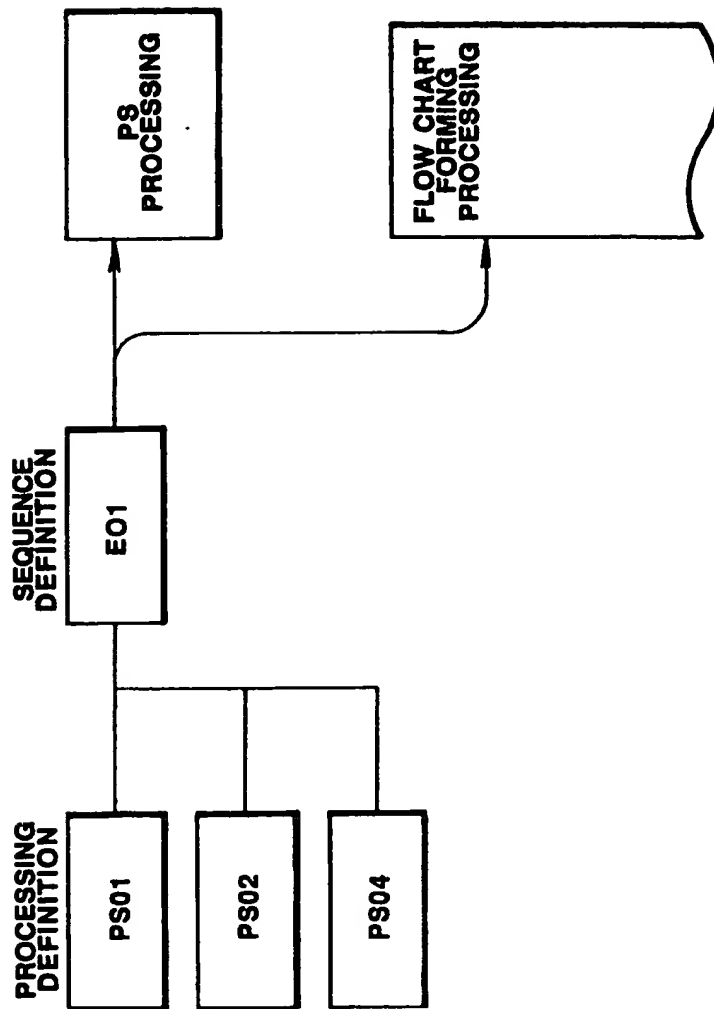 PROCESSING
DEFINITION
PS01
PS02
PS04
SEQUENCE
DEFINITION
EO1
PS
PROCESSING
FLOW CHART
FORMING
PROCESSING